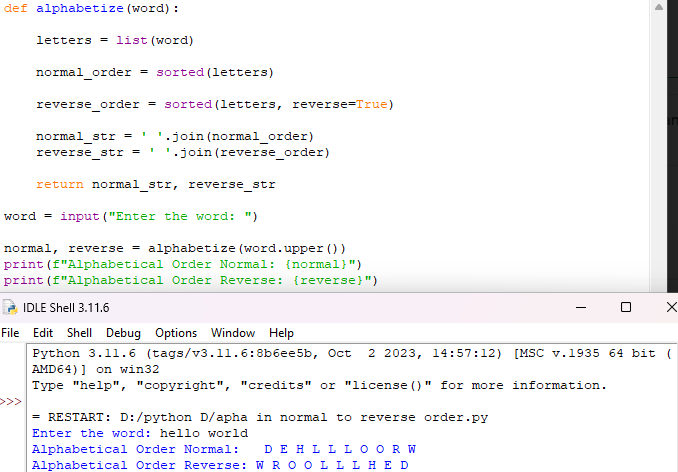 def alphabetize(word):
    letters = list(word)
    normal_order = sorted(letters)
    reverse_order = sorted(letters, reverse=True)
    normal_str = ' '.join(normal_order)
    reverse_str = ' '.join(reverse_order)
    return normal_str, reverse_str
word = input("Enter the word: ")
normal, reverse = alphabetize(word.upper())
print(f"Alphabetical Order Normal: {normal}")
print(f"Alphabetical Order Reverse: {reverse}")
IDLE Shell 3.11.6
File Edit Shell Debug Options Window Help
Python 3.11.6 (tags/v3.11.6:8b6ee5b, Oct  2 2023, 14:57:12) [MSC v.1935 64 bit (
AMD64)] on win32
Type "help", "copyright", "credits" or "license()" for more information.
>>>
= RESTART: D:/python D/apha in normal to reverse order.py
Enter the word: hello world
Alphabetical Order Normal:   D E H L L L O O R W
Alphabetical Order Reverse: W R O O L L L H E D